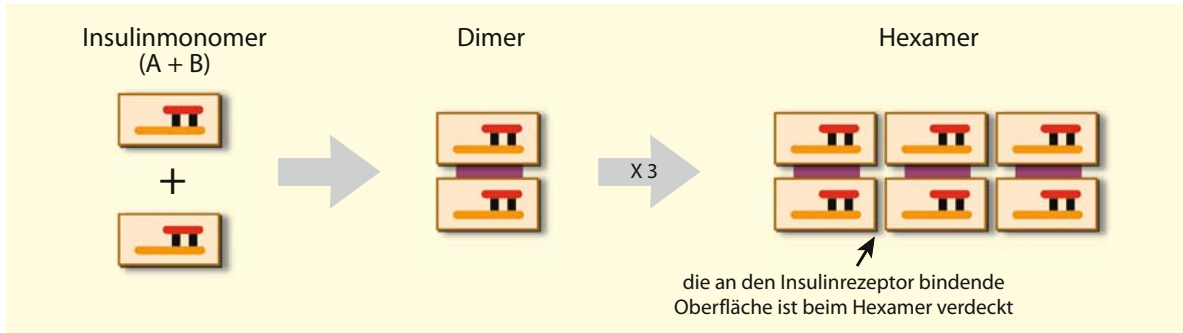 Insulinmonomer
(A + B)
+
Dimer
X 3
Hexamer
die an den Insulinrezeptor bindende
Oberfläche ist beim Hexamer verdeckt